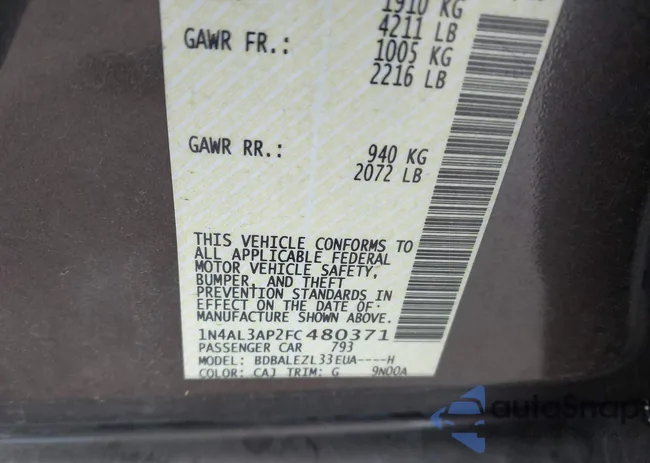 1910 KG
4211 LB
GAWR FR.: 1005 KG
2216 LB
GAWR RR.: 940 KG
2072 LB
THIS VEHICLE CONFORMS TO
ALL APPLICABLE FEDERAL
MOTOR VEHICLE SAFETY,
BUMPER, AND THEFT
PREVENTION STANDARDS IN
EFFECT ON THE DATE OF
MANUFACTURE SHOWN ABOVE.
1N4AL3AP2FC480371
PASSENGER CAR 793
MODEL: BDBALEZL33EUA----H
COLOR: CAJ TRIM: G 9N00A
autoSnap